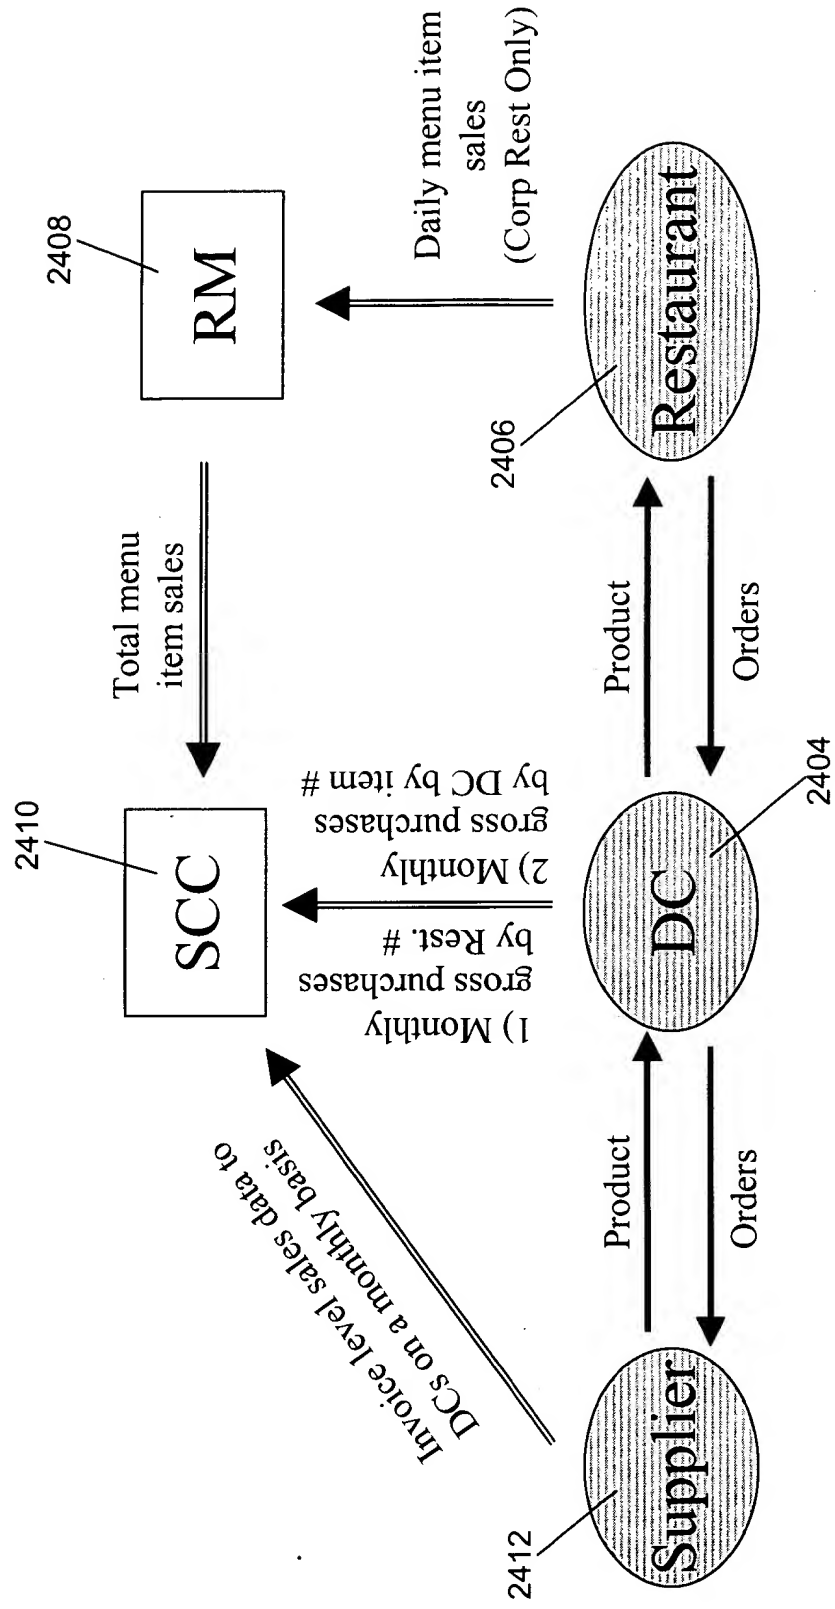 2410
SCC
Total menu
item sales
2408
RM
Invoice level sales data to
DCs on a monthly basis
1) Monthly
gross purchases
by Rest. #
2) Monthly
gross purchases
by DC by item #
Daily menu item
sales
(Corp Rest Only)
2412
Supplier
Product
Orders
DC
2404
Product
Orders
2406
Restaurant